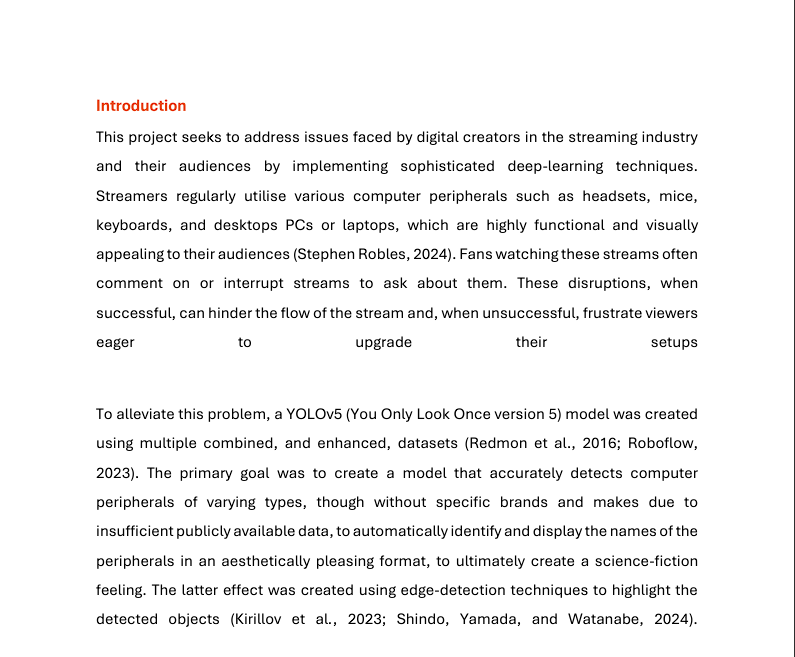 Introduction
This project seeks to address issues faced by digital creators in the streaming industry
and their audiences by implementing sophisticated deep-learning techniques.
Streamers regularly utilise various computer peripherals such as headsets, mice,
keyboards, and desktops PCs or laptops, which are highly functional and visually
appealing to their audiences (Stephen Robles, 2024). Fans watching these streams often
comment on or interrupt streams to ask about them. These disruptions, when
successful, can hinder the flow of the stream and, when unsuccessful, frustrate viewers
eager to upgrade their setups
To alleviate this problem, a YOLOv5 (You Only Look Once version 5) model was created
using multiple combined, and enhanced, datasets (Redmon et al., 2016; Roboflow,
2023). The primary goal was to create a model that accurately detects computer
peripherals of varying types, though without specific brands and makes due to
insufficient publicly available data, to automatically identify and display the names of the
peripherals in an aesthetically pleasing format, to ultimately create a science-fiction
feeling. The latter effect was created using edge-detection techniques to highlight the
detected objects (Kirillov et al., 2023; Shindo, Yamada, and Watanabe, 2024).